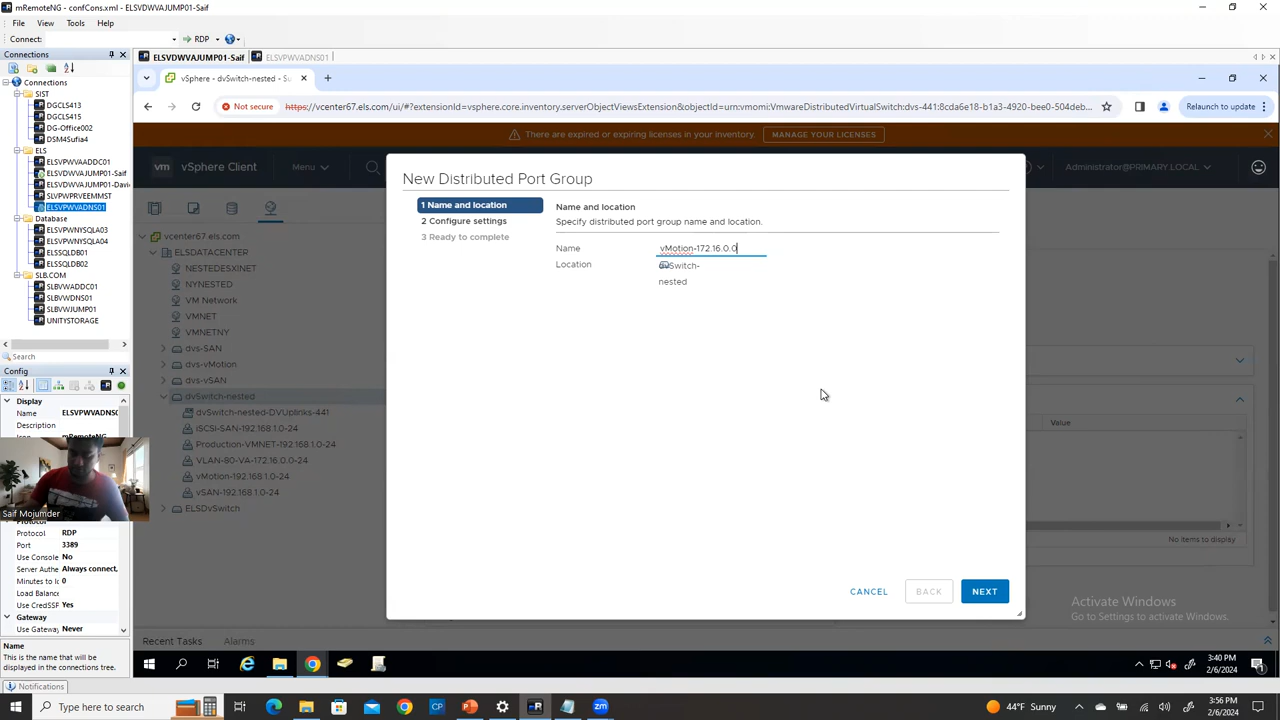 mRemoteNG - confCons.xml - ELSVDWVAJUMP01-Saif
File View Tools Help
Connect: RDP
Connections
Connections
SIST
DGCLS413
DGCLS415
DG-Office002
DSM4Sufia4
ELS
ELSVPWVAADDC01
ELSVDWVAJUMP01-Saif
ELSVDWVAJUMP01-Davi
SLVPWPRVEEMMST
ELSVPWVADNS01
Database
ELSVPWNYSQLA03
ELSVPWNYSQLA04
ELSSQLDB01
ELSSQLDB02
SLB.COM
SLBVWADDC01
SLBVWDNS01
SLBVWJUMP01
UNITYSTORAGE
Search
Config
Display
Name ELSVPWVADNS0
Description
Saif Mojumder
Protocol
Protocol RDP
Port 3389
Use Console No
Server Authe Always connect,
Minutes to Ic 0
Load Balance
Use CredSSP Yes
Gateway
Use Gateway Never
Name
This is the name that will be
displayed in the connections tree.
Notifications
ELSVDWVAJUMP01-Saif ELSVPWVADNS01
vSphere - dvSwitch-nested - Su
Not secure https://vcenter67.els.com/ui/#?extensionId=vsphere.core.inventory.serverObjectViewsExtension&objectId=urn:vmomi:VmwareDistributedVirtualSwitch:dvs-441:8cda6e18-b1a3-4920-bee0-504deb... Relaunch to update
There are expired or expiring licenses in your inventory. MANAGE YOUR LICENSES
vm vSphere Client Menu Administrator@PRIMARY.LOCAL
vcenter67.els.com
ELSDATACENTER
NESTEDESXINET
NYNESTED
VM Network
VMNET
VMNETNY
dvs-SAN
dvs-vMotion
dvs-vSAN
dvSwitch-nested
dvSwitch-nested-DVUplinks-441
iSCSI-SAN-192.168.1.0-24
Production-VMNET-192.168.1.0-24
VLAN-80-VA-172.16.0.0-24
vMotion-192.168.1.0-24
vSAN-192.168.1.0-24
ELSDvSwitch
New Distributed Port Group
1 Name and location
2 Configure settings
3 Ready to complete
Name and location
Specify distributed port group name and location.
Name vMotion-172.16.0.0
Location dvSwitch-
nested
CANCEL BACK NEXT
Value
No items to display
Activate Windows
Go to Settings to activate Windows.
Recent Tasks Alarms
3:40 PM
2/6/2024
Type here to search
44°F Sunny
3:56 PM
2/6/2024